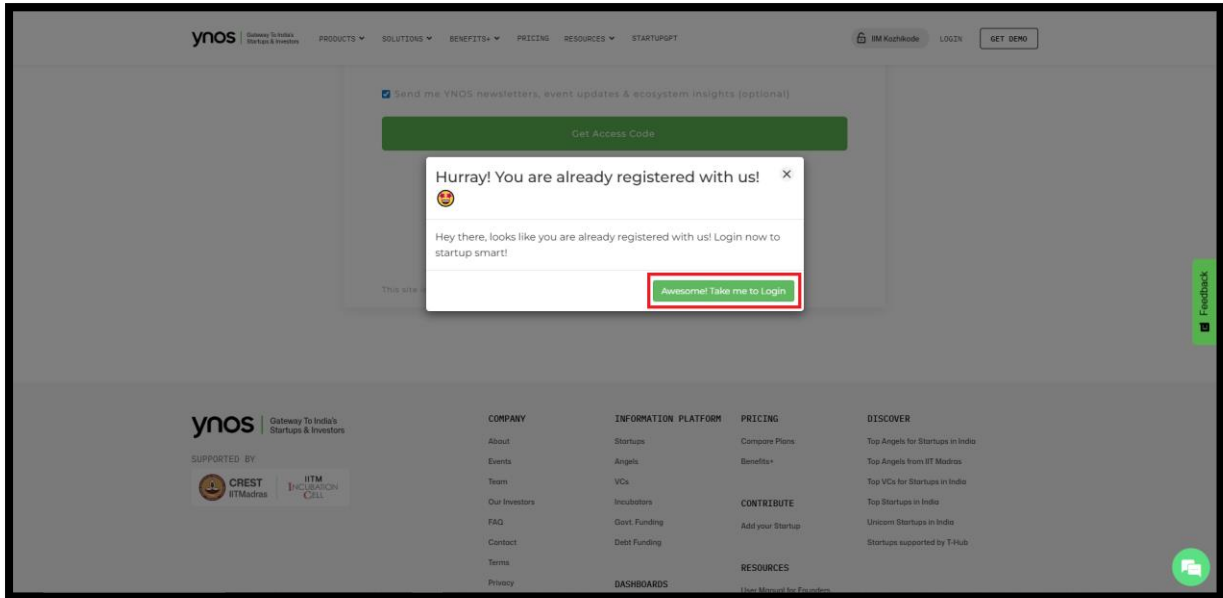 ynos
Gateway To India's
Startups & Investors
PRODUCTS
SOLUTIONS
BENEFITS+
PRICING
RESOURCES
STARTUPGPT
IIM Kozhikode
LOGIN
GET DEMO
Send me YNOS newsletters, event updates & ecosystem insights (optional)
Get Access Code
Hurray! You are already registered with us!
Hey there, looks like you are already registered with us! Login now to
startup smart!
This site
Awesome! Take me to Login
Feedback
ynos
Gateway To India's
Startups & Investors
SUPPORTED BY
CREST
IITMadras
IITM
INCUBATION
CELL
COMPANY
About
Events
Team
Our Investors
FAQ
Contact
Terms
Privacy
INFORMATION PLATFORM
Startups
Angels
VCs
Incubators
Govt. Funding
Debt Funding
DASHBOARDS
PRICING
Compare Plans
Benefits+
CONTRIBUTE
Add your Startup
RESOURCES
User Manual for Founders
DISCOVER
Top Angels for Startups in India
Top Angels from IIT Madras
Top VCs for Startups in India
Top Startups in India
Unicorn Startups in India
Startups supported by T-Hub